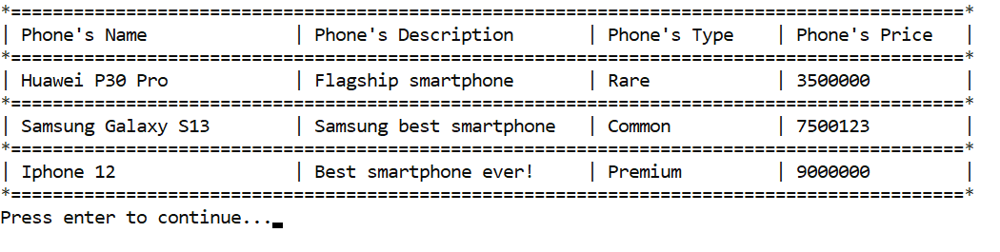 *===========================================================================================*
| Phone's Name              | Phone's Description       | Phone's Type    | Phone's Price   |
*===========================================================================================*
| Huawei P30 Pro            | Flagship smartphone       | Rare            | 3500000         |
*===========================================================================================*
| Samsung Galaxy S13        | Samsung best smartphone   | Common          | 7500123         |
*===========================================================================================*
| Iphone 12                 | Best smartphone ever!     | Premium         | 9000000         |
*===========================================================================================*
Press enter to continue...